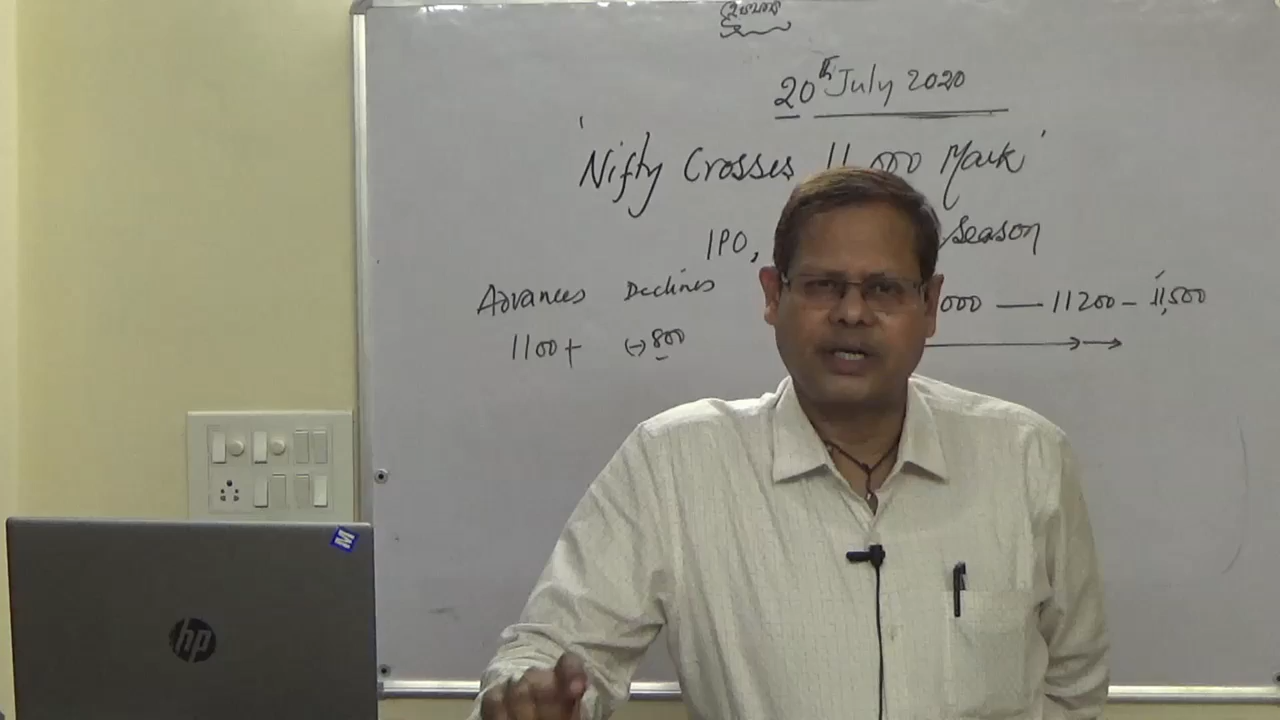 20th July 2020
'Nifty Crosses 11,000 Mark'
IPO, season
Advances Declines
000 — 11200 - 11,500
1100+ (-) 800
M
hp